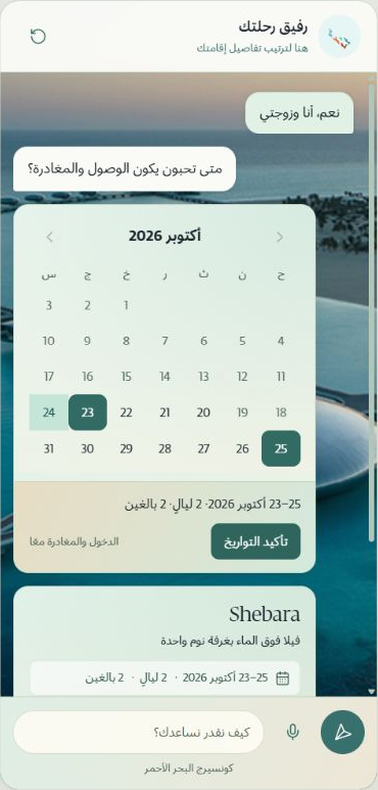 رفيق رحلتك
هنا لترتيب تفاصيل إقامتك
نعم، أنا وزوجتي
متى تحبون يكون الوصول والمغادرة؟
أكتوبر 2026
ح ن ث ر خ ج س
1 2 3
4 5 6 7 8 9 10
11 12 13 14 15 16 17
18 19 20 21 22 23 24
25 26 27 28 29 30 31
23–25 أكتوبر 2026· 2 ليالٍ· 2 بالغين
تأكيد التواريخ
الدخول والمغادرة معًا
Shebara
فيلا فوق الماء بغرفة نوم واحدة
23–25 أكتوبر 2026 · 2 ليالٍ · 2 بالغين
كيف نقدر نساعدك؟
كونسيرج البحر الأحمر